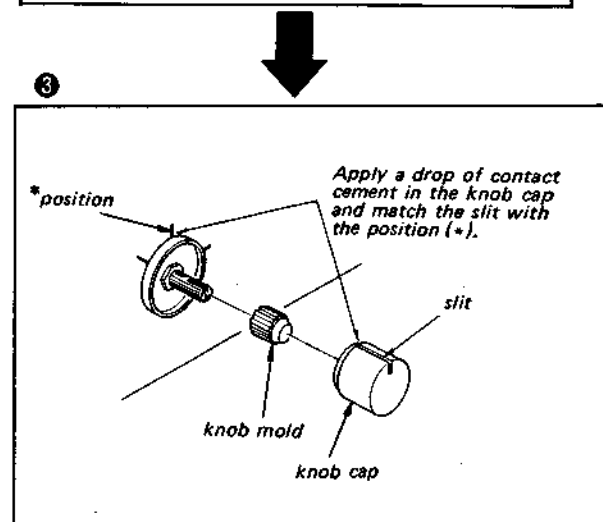 ❸
*position
Apply a drop of contact
cement in the knob cap
and match the slit with
the position (*).
slit
knob mold
knob cap